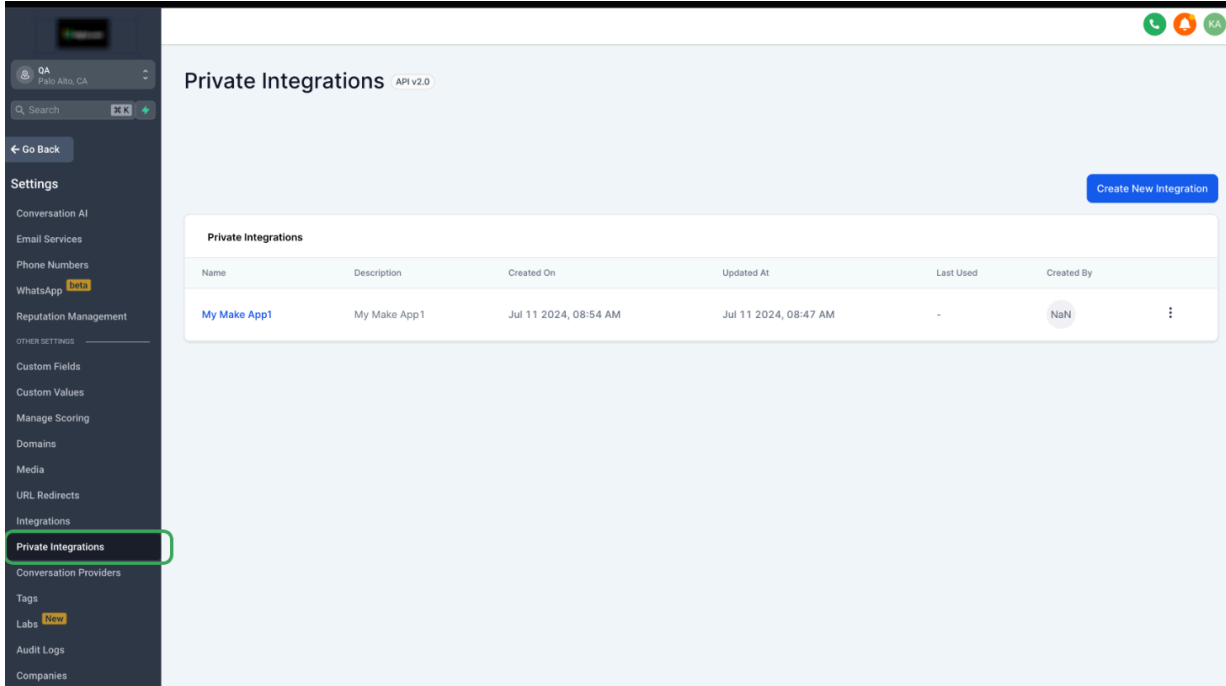 KA
QA
Palo Alto, CA
Search ⌘ K
Private Integrations API v2.0
← Go Back
Settings
Create New Integration
Conversation AI
Email Services
Phone Numbers
WhatsApp beta
Reputation Management
OTHER SETTINGS
Custom Fields
Custom Values
Manage Scoring
Domains
Media
URL Redirects
Integrations
Private Integrations
Conversation Providers
Tags
Labs New
Audit Logs
Companies
Private Integrations
Name Description Created On Updated At Last Used Created By
My Make App1 My Make App1 Jul 11 2024, 08:54 AM Jul 11 2024, 08:47 AM - NaN